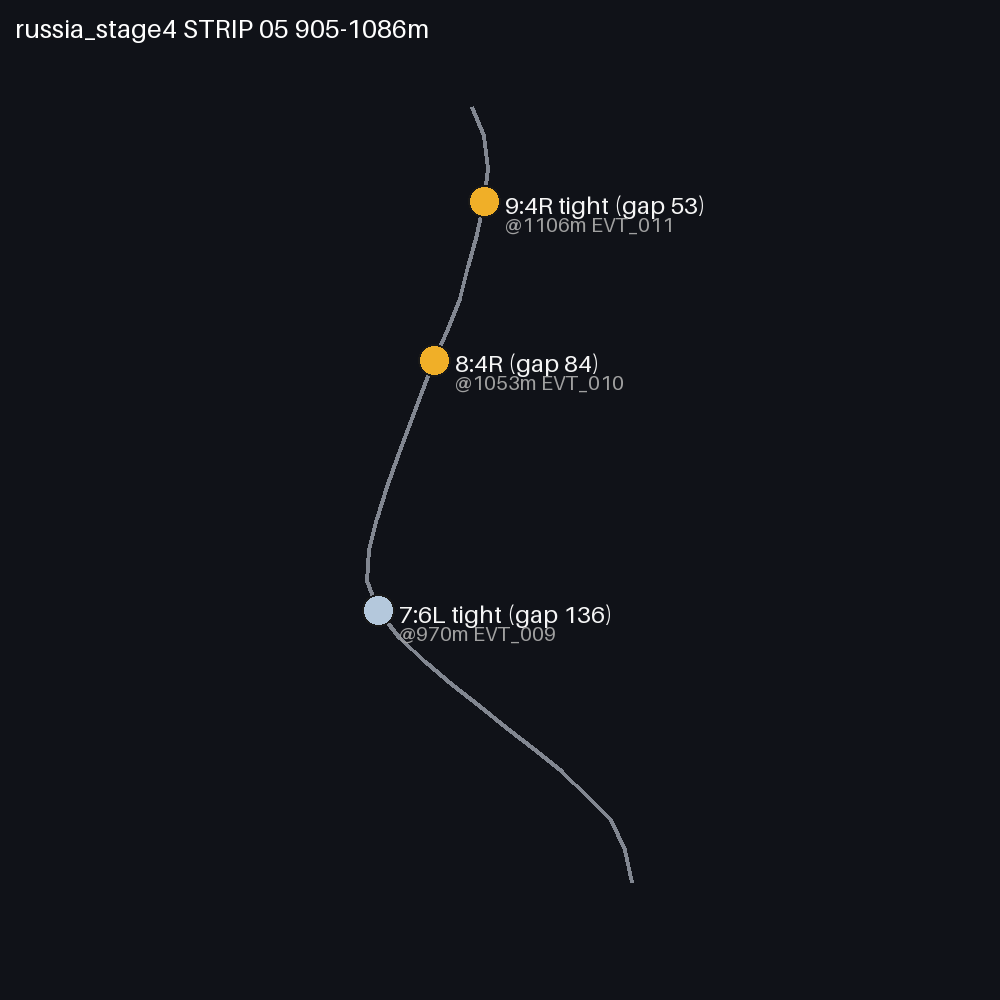 russia_stage4 STRIP 05 905-1086m
9:4R tight (gap 53)
@1106m EVT_011
8:4R (gap 84)
@1053m EVT_010
7:6L tight (gap 136)
@970m EVT_009